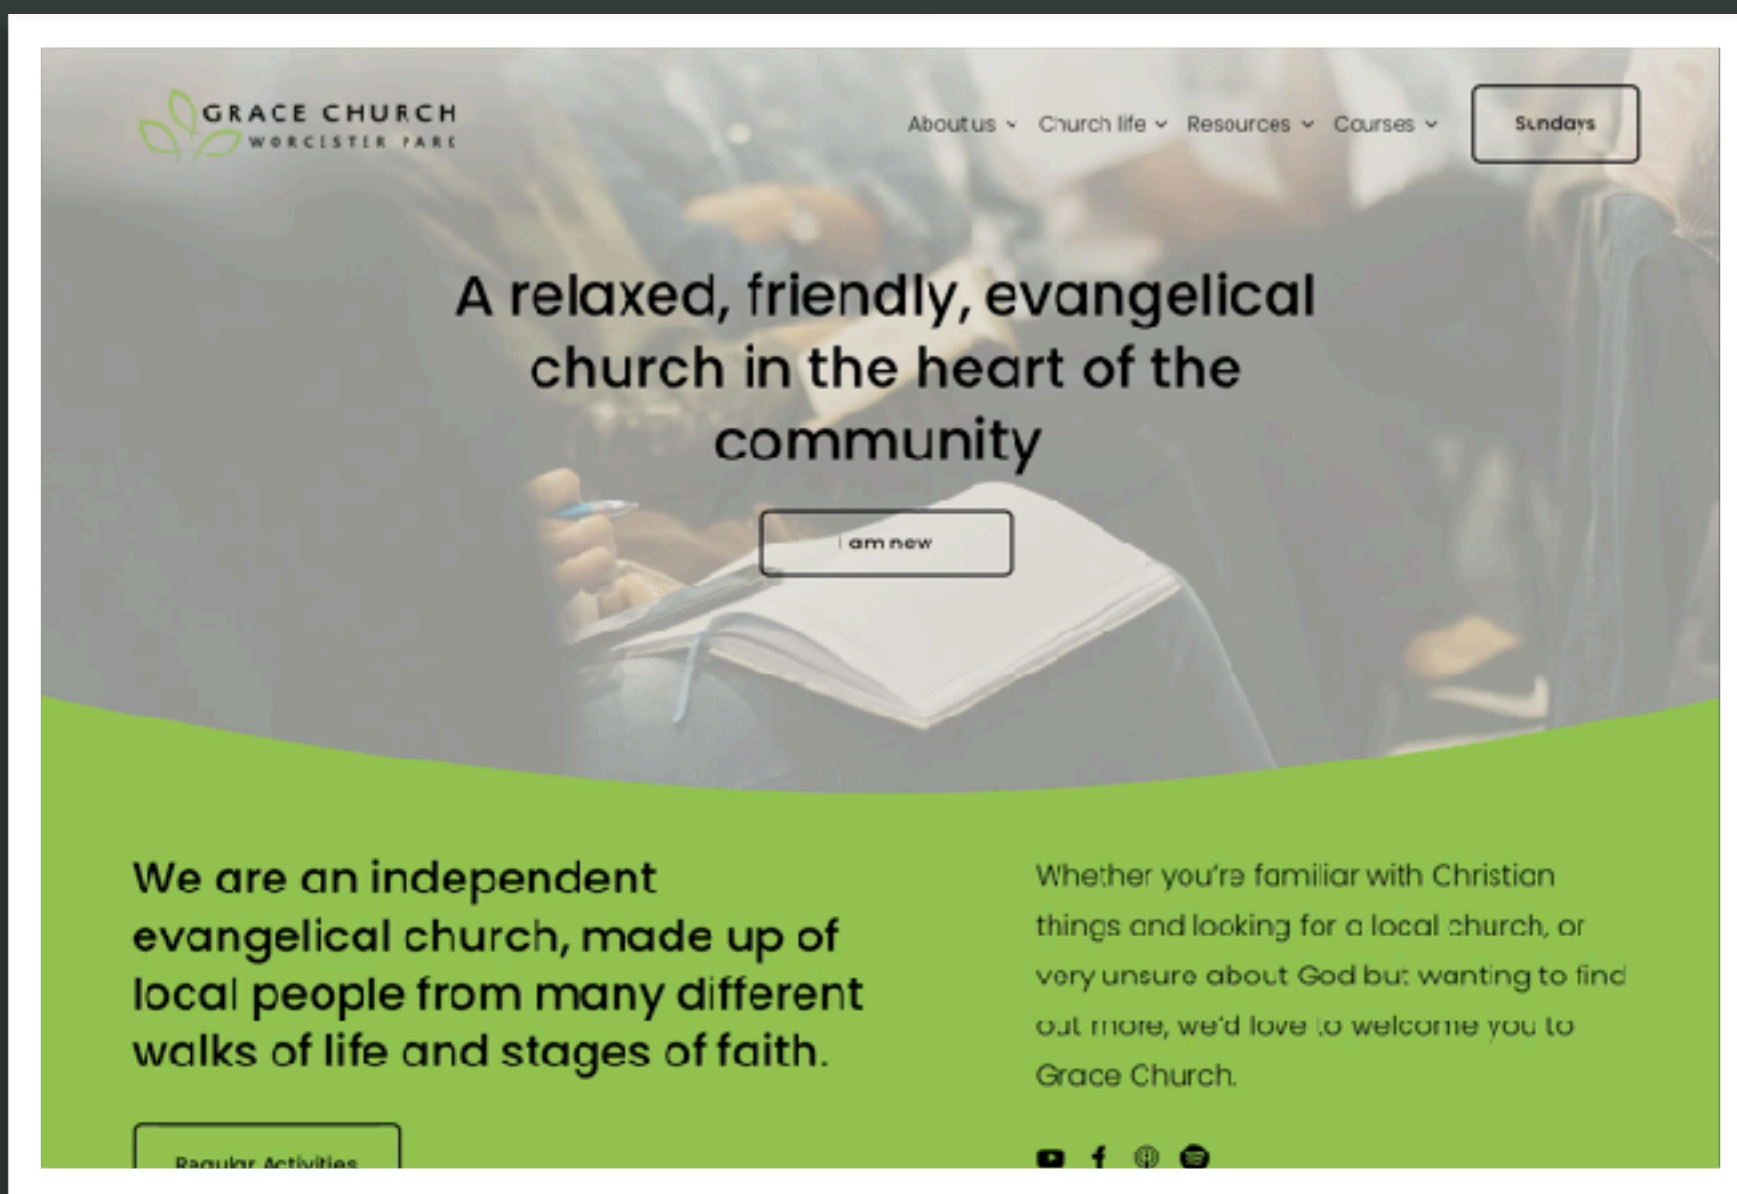 GRACE CHURCH
WORCESTER PARK
About us
Church life
Resources
Courses
Sundays
A relaxed, friendly, evangelical
church in the heart of the
community
I am new
We are an independent
evangelical church, made up of
local people from many different
walks of life and stages of faith.
Regular Activities
Whether you're familiar with Christian
things and looking for a local church, or
very unsure about God but wanting to find
out more, we'd love to welcome you to
Grace Church.